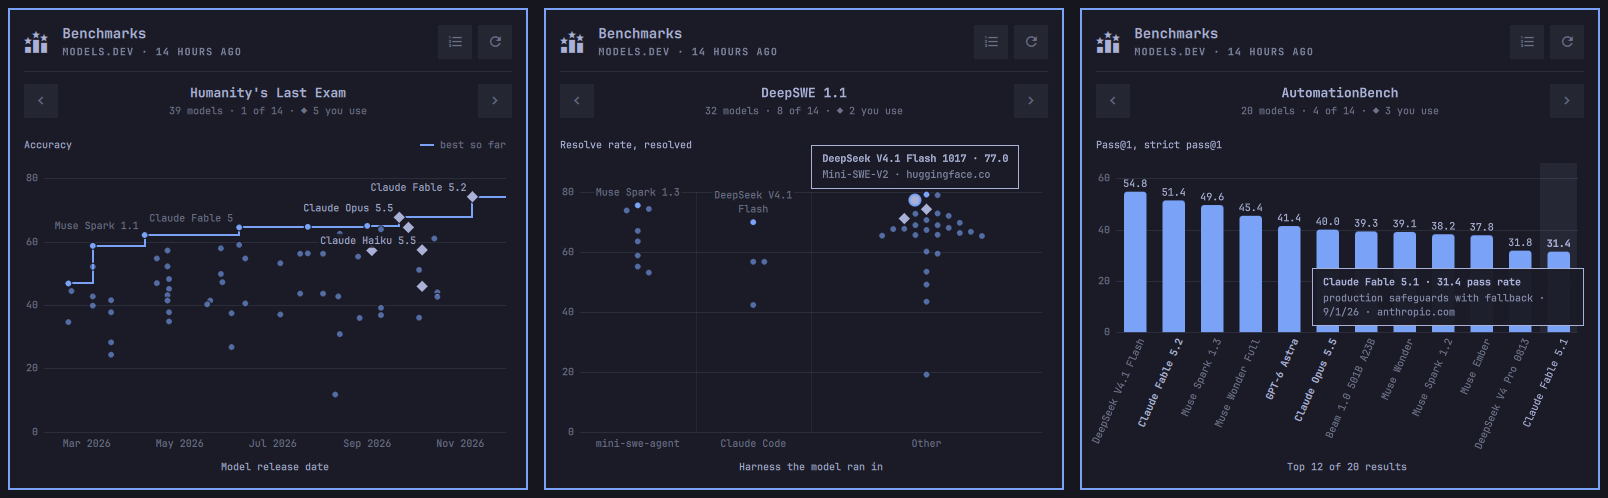 Benchmarks
MODELS.DEV · 14 HOURS AGO
Humanity's Last Exam
39 models · 1 of 14 · ◆ 5 you use
Accuracy
best so far
80
60
40
20
0
Claude Fable 5.2
Claude Opus 5.5
Claude Fable 5
Muse Spark 1.1
Claude Haiku 5.5
Mar 2026
May 2026
Jul 2026
Sep 2026
Nov 2026
Model release date
Benchmarks
MODELS.DEV · 14 HOURS AGO
DeepSWE 1.1
32 models · 8 of 14 · ◆ 2 you use
Resolve rate, resolved
DeepSeek V4.1 Flash 1017 · 77.0
Mini-SWE-V2 · huggingface.co
80
60
40
20
0
Muse Spark 1.3
DeepSeek V4.1
Flash
mini-swe-agent
Claude Code
Other
Harness the model ran in
Benchmarks
MODELS.DEV · 14 HOURS AGO
AutomationBench
20 models · 4 of 14 · ◆ 3 you use
Pass@1, strict pass@1
60
40
20
0
54.8
51.4
49.6
45.4
41.4
40.0
39.3
39.1
38.2
37.8
31.8
31.4
Claude Fable 5.1 · 31.4 pass rate
production safeguards with fallback ·
9/1/26 · anthropic.com
DeepSeek V4.1 Flash
Claude Fable 5.2
Muse Spark 1.3
Muse Wonder Full
GPT-6 Astra
Claude Opus 5.5
Beam 1.0 501B A23B
Muse Wonder
Muse Spark 1.2
Muse Ember
DeepSeek V4 Pro 0813
Claude Fable 5.1
Top 12 of 20 results